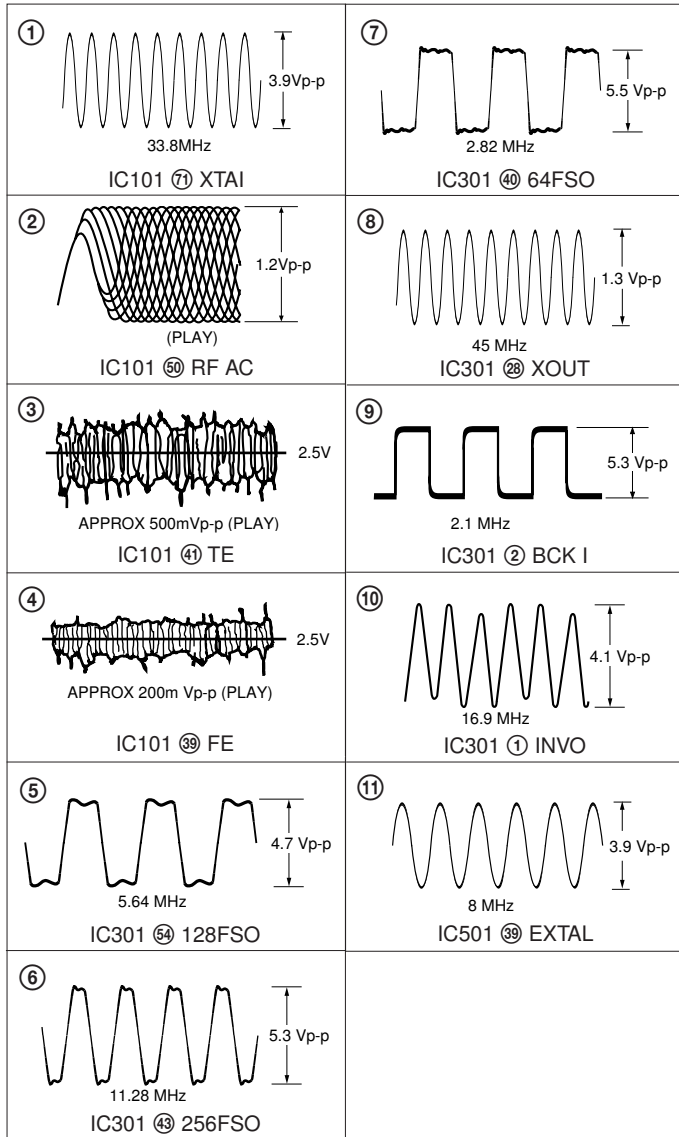 ①
3.9Vp-p
33.8MHz
IC101 ㉛ XTAI
②
1.2Vp-p
(PLAY)
IC101 ㊿ RF AC
③
2.5V
APPROX 500mVp-p (PLAY)
IC101 ㊶ TE
④
2.5V
APPROX 200m Vp-p (PLAY)
IC101 ㊴ FE
⑤
4.7 Vp-p
5.64 MHz
IC301 54 128FSO
⑥
5.3 Vp-p
11.28 MHz
IC301 ㊸ 256FSO
⑦
5.5 Vp-p
2.82 MHz
IC301 ㊵ 64FSO
⑧
1.3 Vp-p
45 MHz
IC301 ㉘ XOUT
⑨
5.3 Vp-p
2.1 MHz
IC301 ② BCK I
⑩
4.1 Vp-p
16.9 MHz
IC301 ① INVO
⑪
3.9 Vp-p
8 MHz
IC501 ㊴ EXTAL